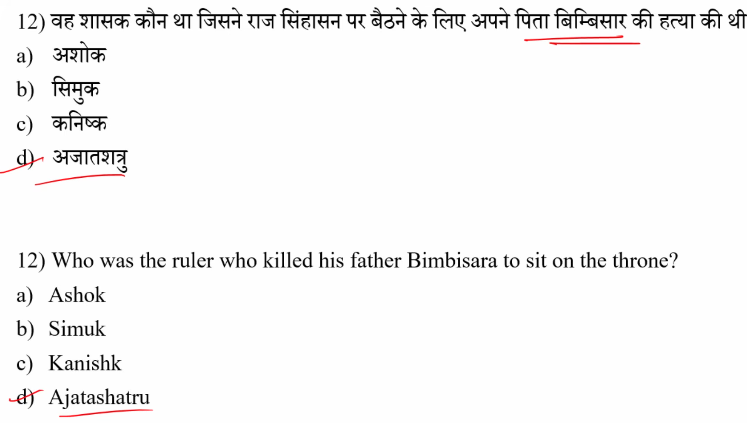 12) वह शासक कौन था जिसने राज सिंहासन पर बैठने के लिए अपने पिता बिम्बिसार की हत्या की थी
a) अशोक
b) सिमुक
c) कनिष्क
d) अजातशत्रु
12) Who was the ruler who killed his father Bimbisara to sit on the throne?
a) Ashok
b) Simuk
c) Kanishk
d) Ajatashatru